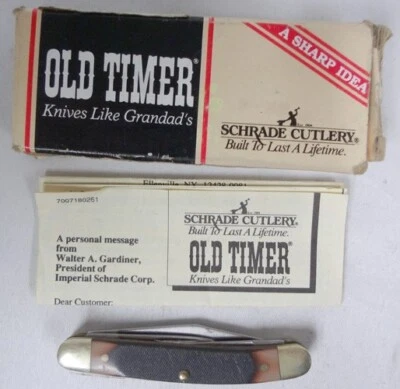 OLD TIMER®
Knives Like Grandad's
A SHARP IDEA
SCHRADE CUTLERY®
Built To Last A Lifetime.
7007180251
A personal message
from
Walter A. Gardiner,
President of
Imperial Schrade Corp.
Dear Customer:
SCHRADE CUTLERY®
Built To Last A Lifetime.
OLD TIMER®
Knives Like Grandad's